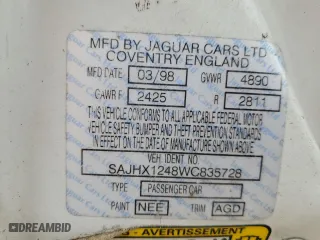 MFD BY JAGUAR CARS LTD
COVENTRY ENGLAND
MFD DATE 03/98 GVWR 4890
GAWR F 2425 R 2811
THIS VEHICLE CONFORMS TO ALL APPLICABLE FEDERAL MOTOR
VEHICLE SAFETY BUMPER AND THEFT PREVENTION STANDARDS
IN EFFECT ON THE DATE OF MANUFACTURE SHOWN ABOVE
VEHICLE IDENT NO.
SAJHX1248WC835728
TYPE PASSENGER CAR
PAINT NEE TRIM AGD
- AVERTISSEMENT
© DEALERSHIP